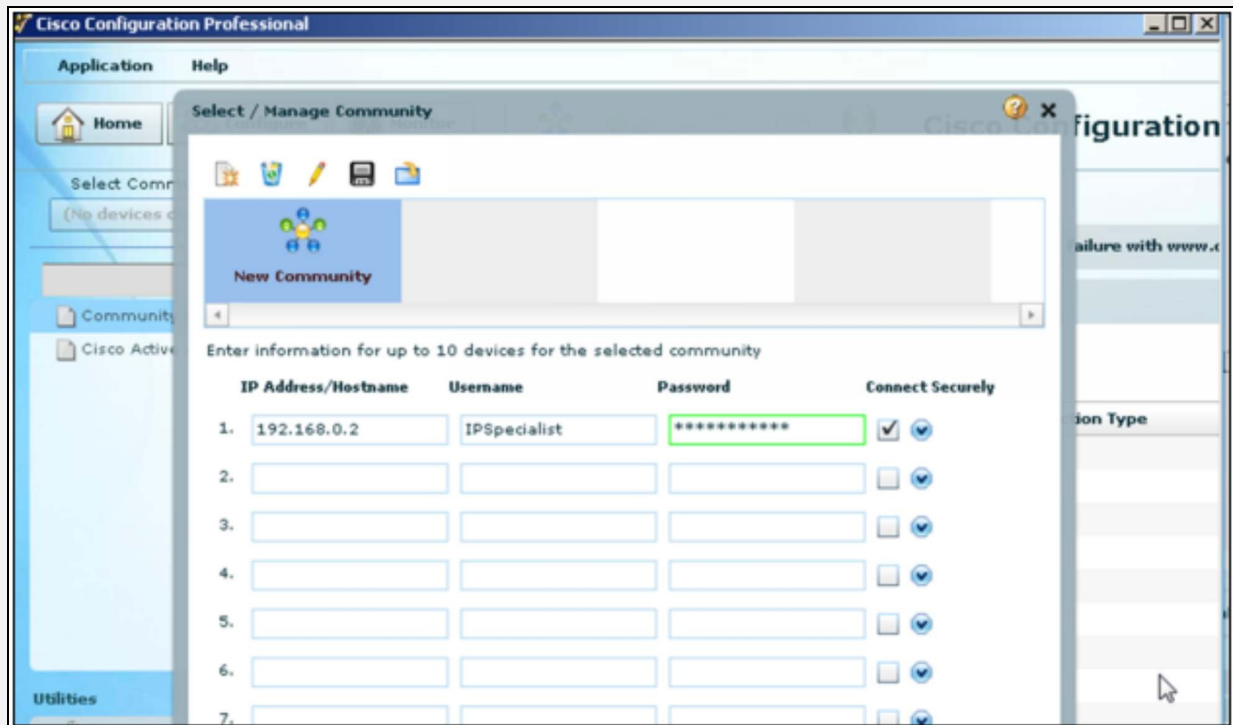 Cisco Configuration Professional
Application Help
Home
Select / Manage Community
figuration
Select Comm
(No devices c
ailure with www.c
New Community
Community
Cisco Active
Enter information for up to 10 devices for the selected community
IP Address/Hostname Username Password Connect Securely
ion Type
1. 192.168.0.2 IPSpecialist ***********
2.
3.
4.
5.
6.
7.
Utilities